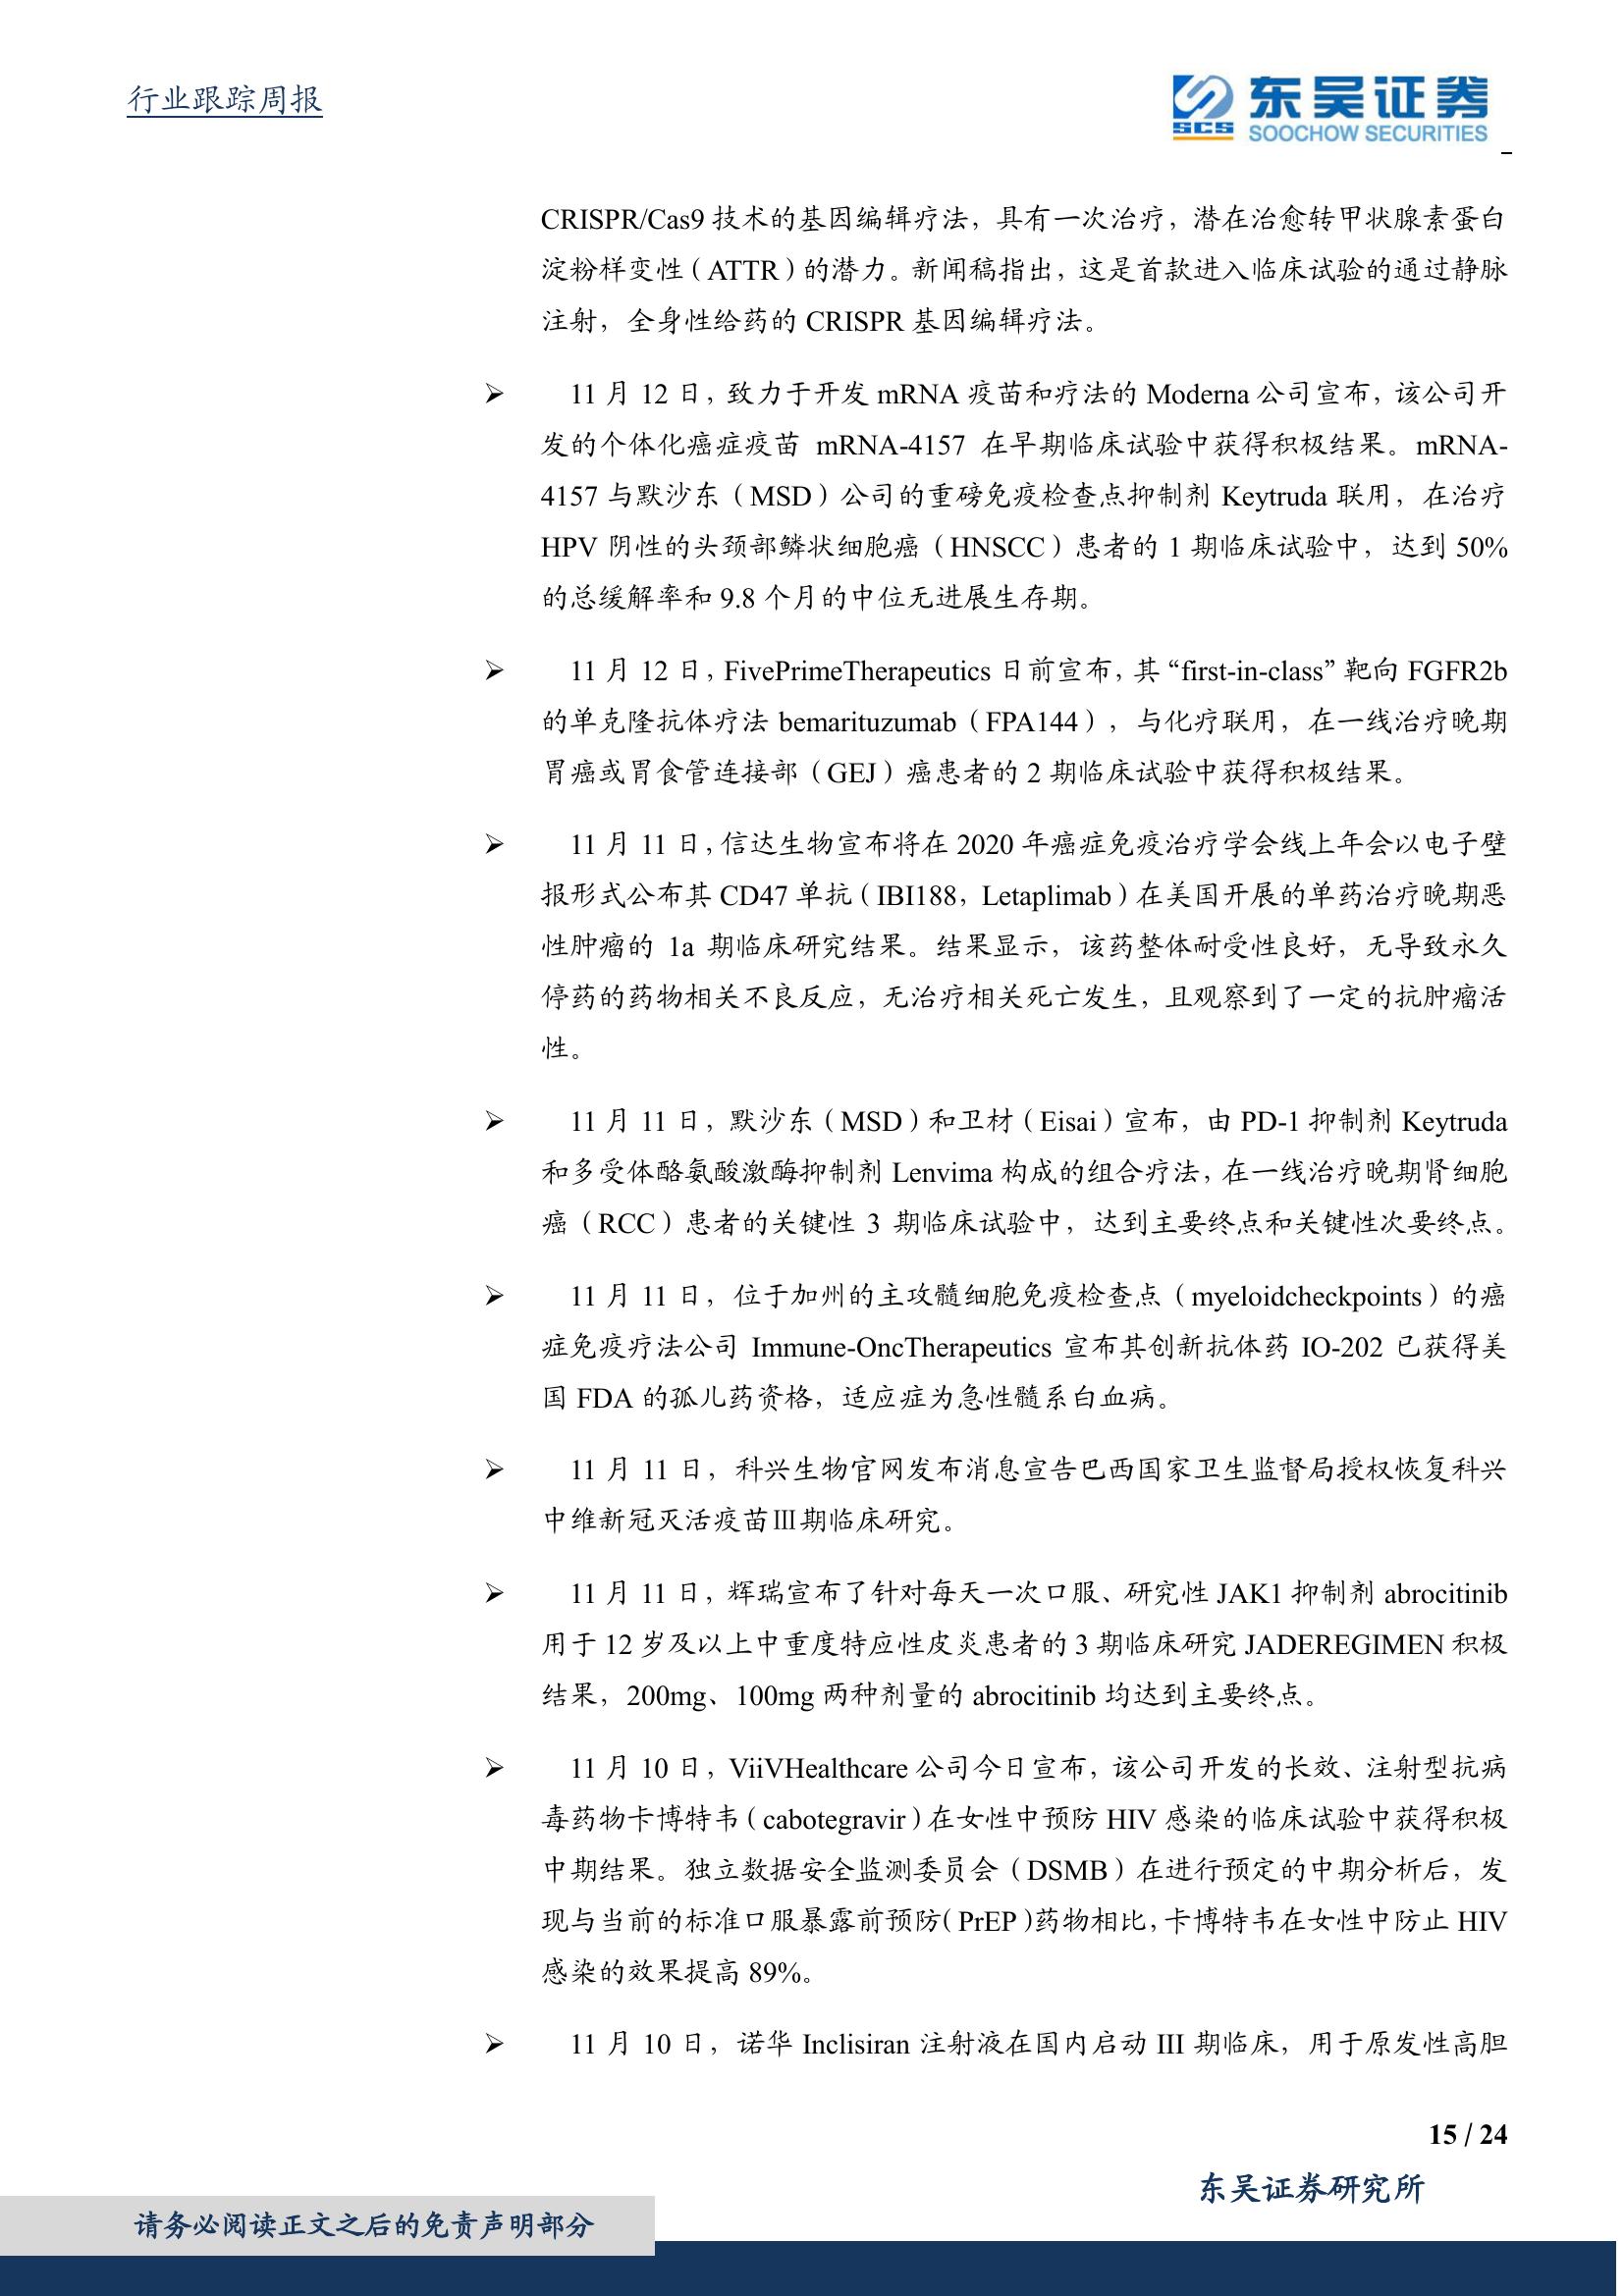 行业跟踪周报
SCS 东吴证券
SOOCHOW SECURITIES
CRISPR/Cas9 技术的基因编辑疗法，具有一次治疗，潜在治愈转甲状腺素蛋白
淀粉样变性（ATTR）的潜力。新闻稿指出，这是首款进入临床试验的通过静脉
注射，全身性给药的 CRISPR 基因编辑疗法。
➢ 11 月 12 日，致力于开发 mRNA 疫苗和疗法的 Moderna 公司宣布，该公司开
发的个体化癌症疫苗 mRNA-4157 在早期临床试验中获得积极结果。mRNA-
4157 与默沙东（MSD）公司的重磅免疫检查点抑制剂 Keytruda 联用，在治疗
HPV 阴性的头颈部鳞状细胞癌（HNSCC）患者的 1 期临床试验中，达到 50%
的总缓解率和 9.8 个月的中位无进展生存期。
➢ 11 月 12 日，FivePrimeTherapeutics 日前宣布，其 “first-in-class” 靶向 FGFR2b
的单克隆抗体疗法 bemarituzumab（FPA144），与化疗联用，在一线治疗晚期
胃癌或胃食管连接部（GEJ）癌患者的 2 期临床试验中获得积极结果。
➢ 11 月 11 日，信达生物宣布将在 2020 年癌症免疫治疗学会线上年会以电子壁
报形式公布其 CD47 单抗（IBI188，Letaplimab）在美国开展的单药治疗晚期恶
性肿瘤的 1a 期临床研究结果。结果显示，该药整体耐受性良好，无导致永久
停药的药物相关不良反应，无治疗相关死亡发生，且观察到了一定的抗肿瘤活
性。
➢ 11 月 11 日，默沙东（MSD）和卫材（Eisai）宣布，由 PD-1 抑制剂 Keytruda
和多受体酪氨酸激酶抑制剂 Lenvima 构成的组合疗法，在一线治疗晚期肾细胞
癌（RCC）患者的关键性 3 期临床试验中，达到主要终点和关键性次要终点。
➢ 11 月 11 日，位于加州的主攻髓细胞免疫检查点（myeloidcheckpoints）的癌
症免疫疗法公司 Immune-OncTherapeutics 宣布其创新抗体药 IO-202 已获得美
国 FDA 的孤儿药资格，适应症为急性髓系白血病。
➢ 11 月 11 日，科兴生物官网发布消息宣告巴西国家卫生监督局授权恢复科兴
中维新冠灭活疫苗Ⅲ期临床研究。
➢ 11 月 11 日，辉瑞宣布了针对每天一次口服、研究性 JAK1 抑制剂 abrocitinib
用于 12 岁及以上中重度特应性皮炎患者的 3 期临床研究 JADEREGIMEN 积极
结果，200mg、100mg 两种剂量的 abrocitinib 均达到主要终点。
➢ 11 月 10 日，ViiVHealthcare 公司今日宣布，该公司开发的长效、注射型抗病
毒药物卡博特韦（cabotegravir）在女性中预防 HIV 感染的临床试验中获得积极
中期结果。独立数据安全监测委员会（DSMB）在进行预定的中期分析后，发
现与当前的标准口服暴露前预防（PrEP）药物相比，卡博特韦在女性中防止 HIV
感染的效果提高 89%。
➢ 11 月 10 日，诺华 Inclisiran 注射液在国内启动 III 期临床，用于原发性高胆
15 / 24
东吴证券研究所
请务必阅读正文之后的免责声明部分